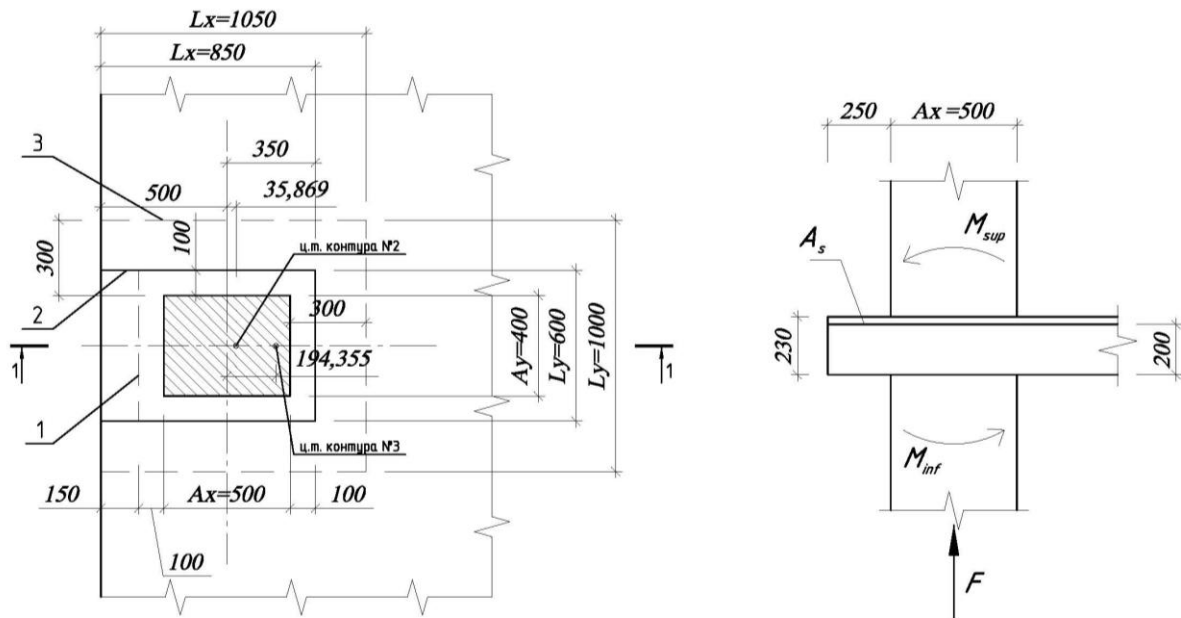 Lx=1050
Lx=850
3
350
500
35,869
100
300
ц.т. контура №2
2
300
1
1
194,355
Ay=400
Ly=600
Ly=1000
1
ц.т. контура №3
150
Ax=500
100
100
250
Ax=500
Msup
As
230
200
Minf
F